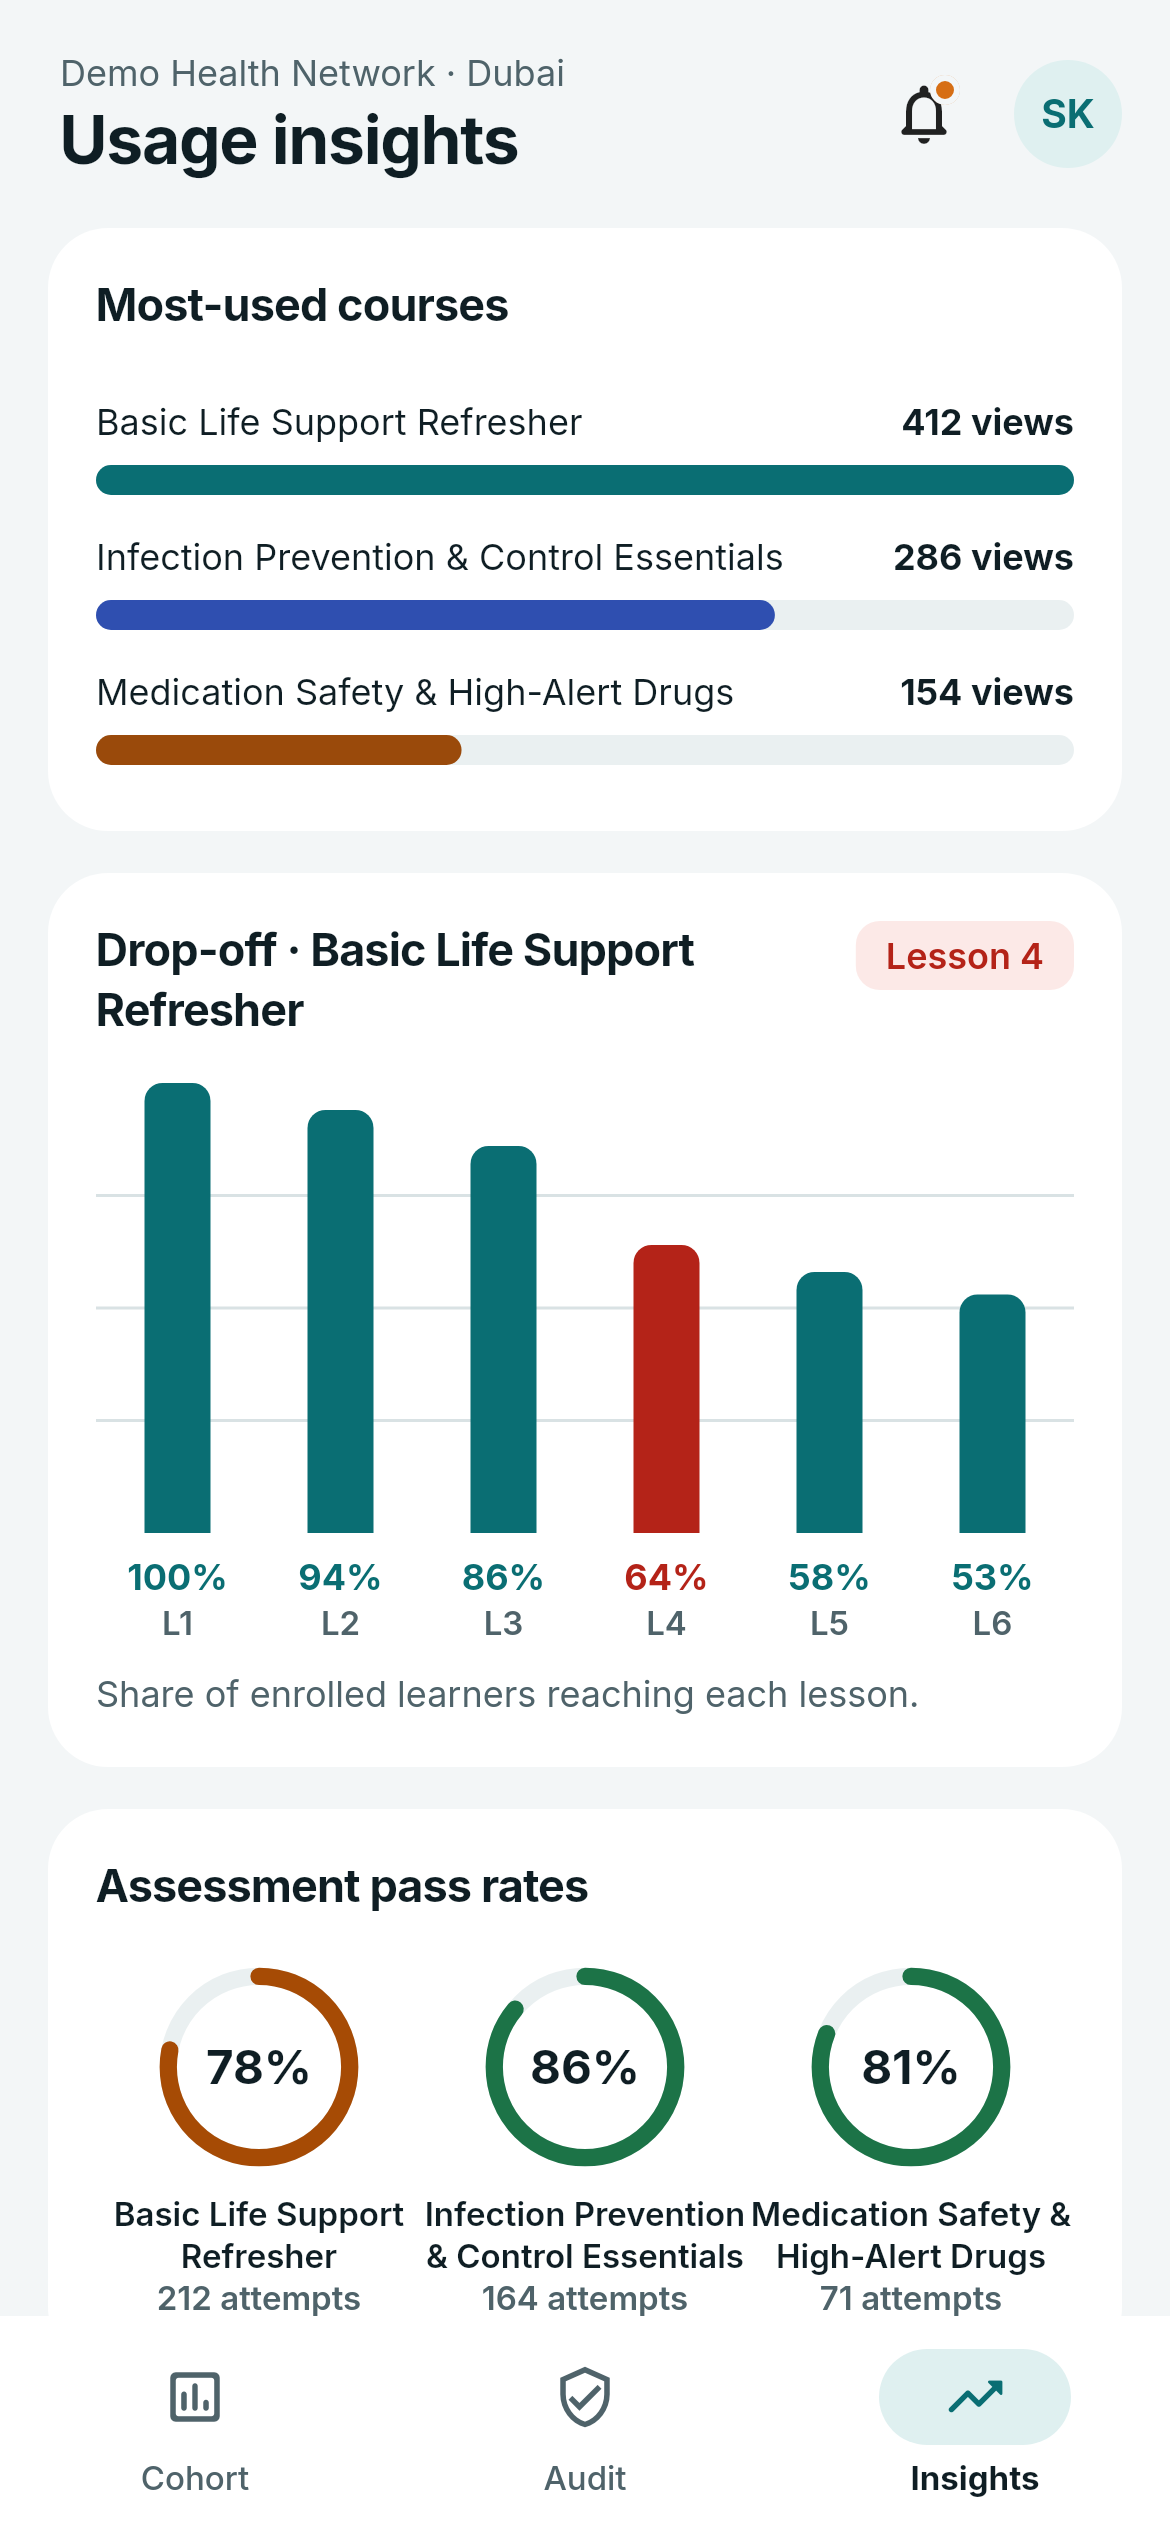 Demo Health Network · Dubai
Usage insights
SK
Most-used courses
Basic Life Support Refresher 412 views
Infection Prevention & Control Essentials 286 views
Medication Safety & High-Alert Drugs 154 views
Drop-off · Basic Life Support
Refresher
Lesson 4
100% 94% 86% 64% 58% 53%
L1 L2 L3 L4 L5 L6
Share of enrolled learners reaching each lesson.
Assessment pass rates
78% 86% 81%
Basic Life Support
Refresher
212 attempts
Infection Prevention
& Control Essentials
164 attempts
Medication Safety &
High-Alert Drugs
71 attempts
Cohort Audit Insights